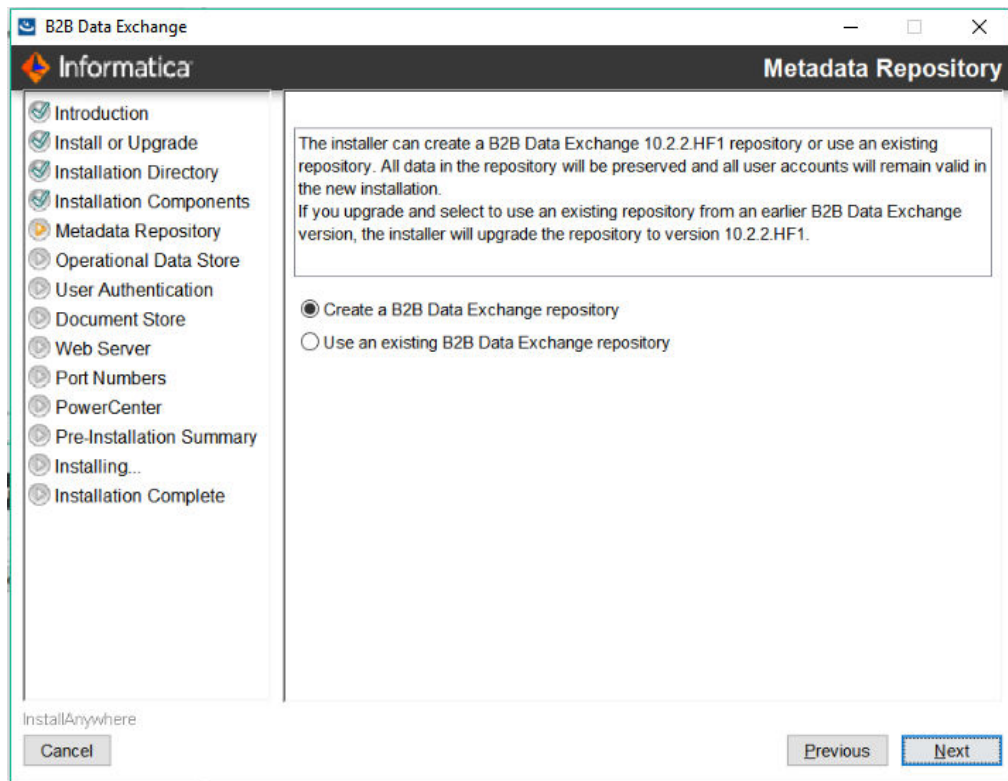 B2B Data Exchange
Informatica
Metadata Repository
Introduction
Install or Upgrade
Installation Directory
Installation Components
Metadata Repository
Operational Data Store
User Authentication
Document Store
Web Server
Port Numbers
PowerCenter
Pre-Installation Summary
Installing...
Installation Complete
The installer can create a B2B Data Exchange 10.2.2.HF1 repository or use an existing
repository. All data in the repository will be preserved and all user accounts will remain valid in
the new installation.
If you upgrade and select to use an existing repository from an earlier B2B Data Exchange
version, the installer will upgrade the repository to version 10.2.2.HF1.
Create a B2B Data Exchange repository
Use an existing B2B Data Exchange repository
InstallAnywhere
Cancel
Previous
Next